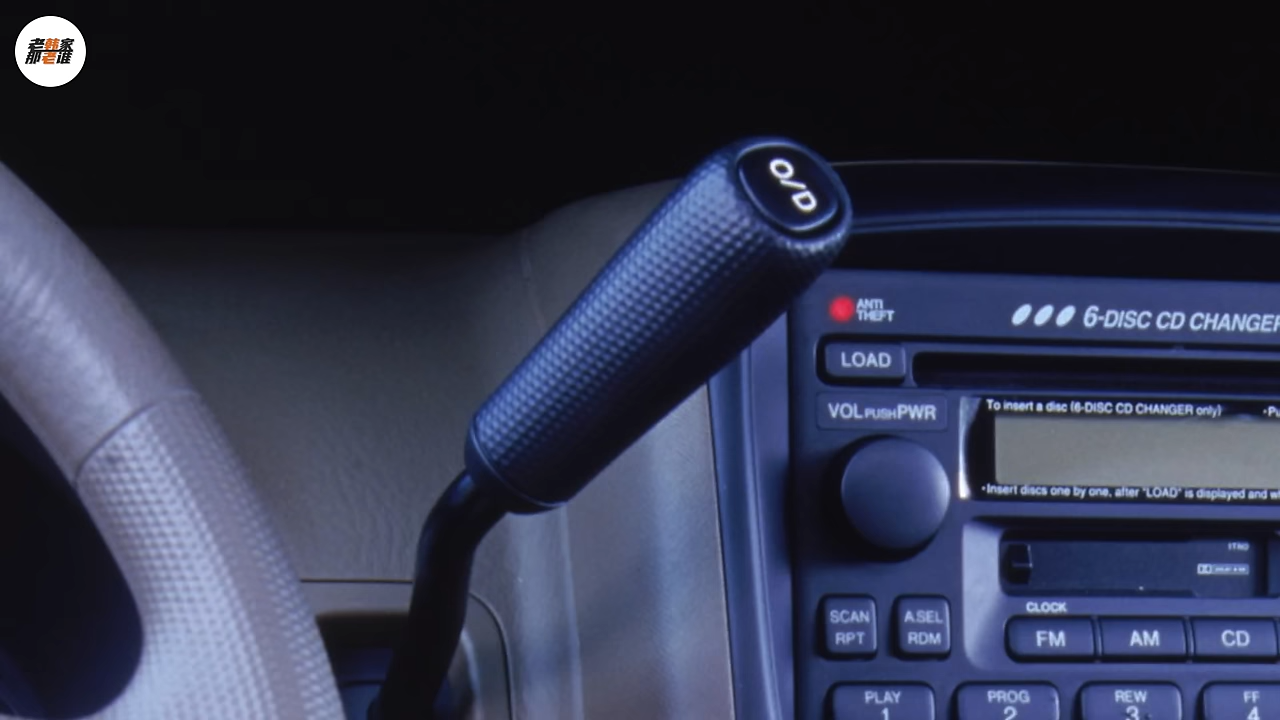 老韩家
那老谁
O/D
ANTI
THEFT
6-DISC CD CHANGER
LOAD
VOL PUSH PWR
To insert a disc (6-DISC CD CHANGER only)
•Insert discs one by one, after "LOAD" is displayed and
SCAN
RPT
A.SEL
RDM
CLOCK
FM
AM
CD
PLAY
1
PROG
2
REW
3
FF
4